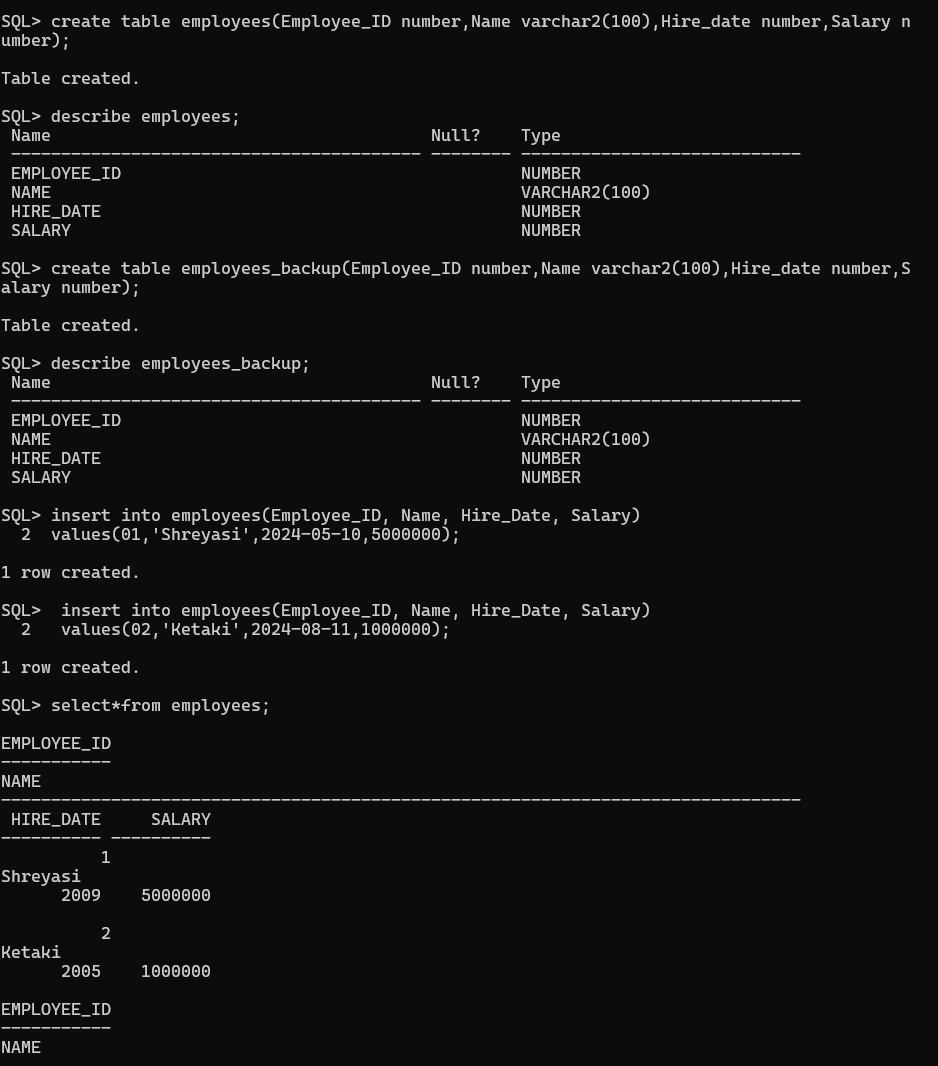 SQL> create table employees(Employee_ID number,Name varchar2(100),Hire_date number,Salary n
umber);
Table created.
SQL> describe employees;
Name Null? Type
----------------------------------------- -------- ----------------------------
EMPLOYEE_ID NUMBER
NAME VARCHAR2(100)
HIRE_DATE NUMBER
SALARY NUMBER
SQL> create table employees_backup(Employee_ID number,Name varchar2(100),Hire_date number,S
alary number);
Table created.
SQL> describe employees_backup;
Name Null? Type
----------------------------------------- -------- ----------------------------
EMPLOYEE_ID NUMBER
NAME VARCHAR2(100)
HIRE_DATE NUMBER
SALARY NUMBER
SQL> insert into employees(Employee_ID, Name, Hire_Date, Salary)
2 values(01,'Shreyasi',2024-05-10,5000000);
1 row created.
SQL> insert into employees(Employee_ID, Name, Hire_Date, Salary)
2 values(02,'Ketaki',2024-08-11,1000000);
1 row created.
SQL> select*from employees;
EMPLOYEE_ID
-----------
NAME
--------------------------------------------------------------------------------
HIRE_DATE SALARY
---------- ----------
1
Shreyasi
2009 5000000
2
Ketaki
2005 1000000
EMPLOYEE_ID
-----------
NAME